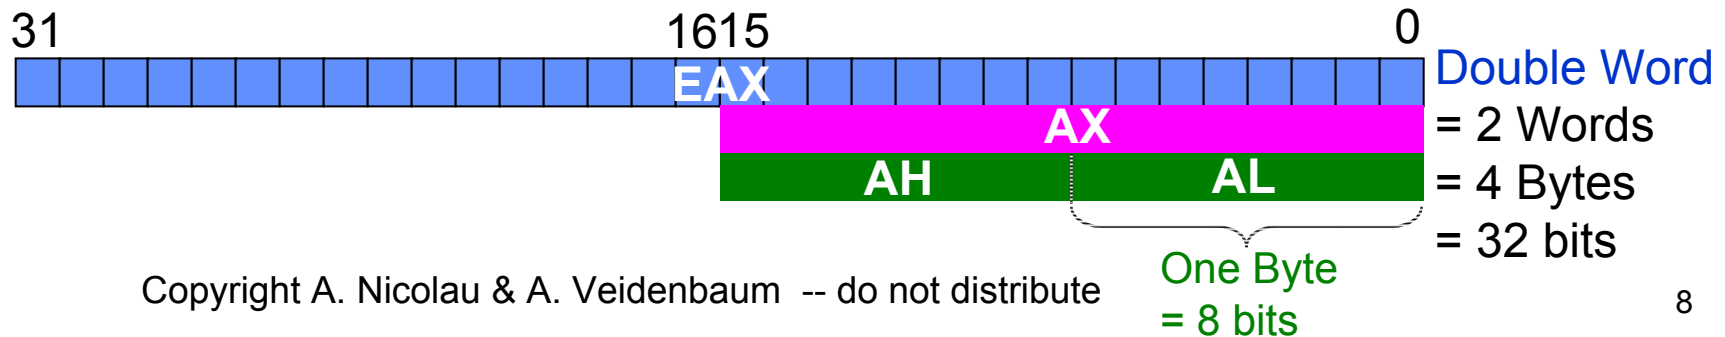 31 1615 0
EAX
Double Word
AX
= 2 Words
AH AL
= 4 Bytes
= 32 bits
One Byte
= 8 bits
Copyright A. Nicolau & A. Veidenbaum -- do not distribute
8